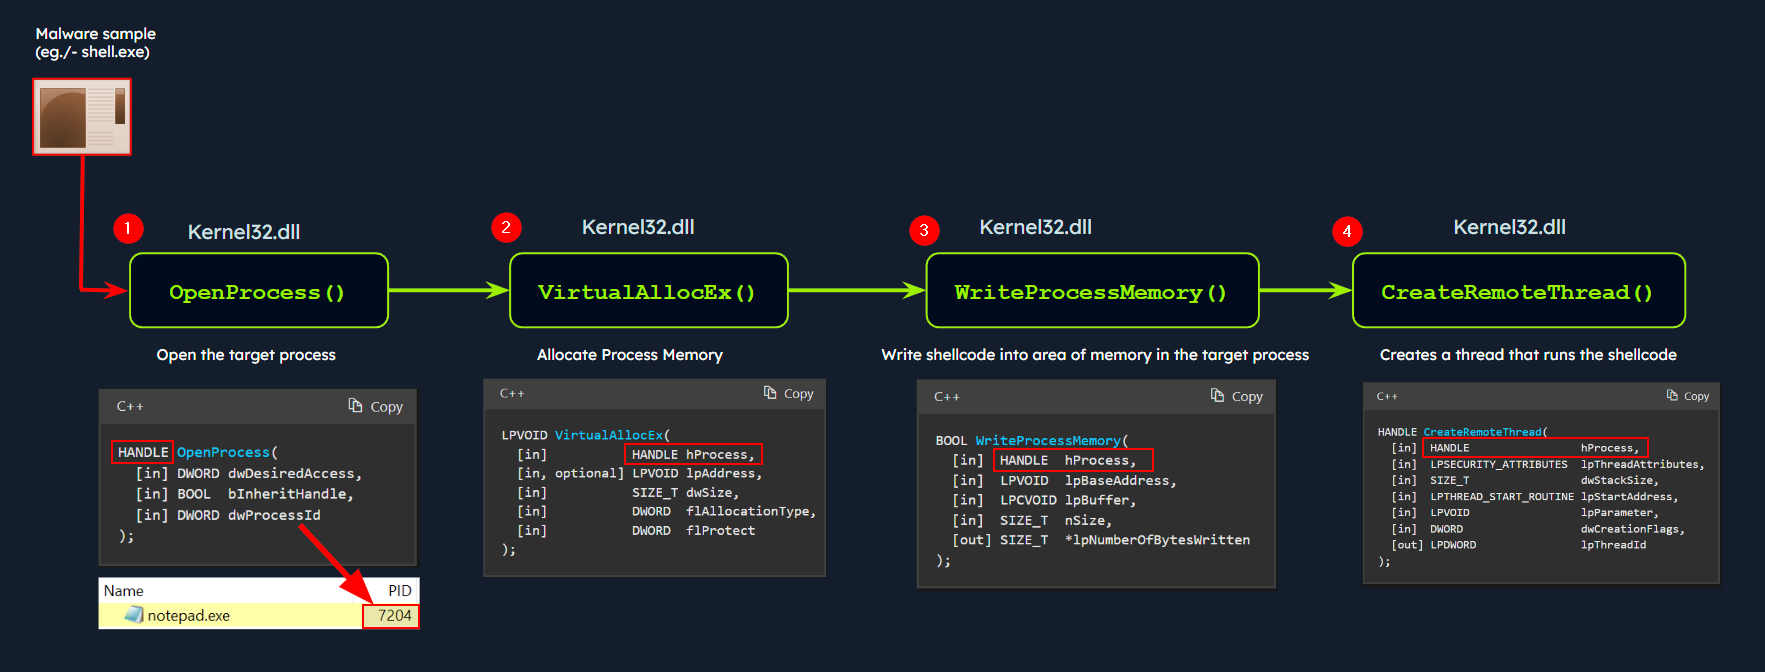 Malware sample
(eg./- shell.exe)
1
Kernel32.dll
OpenProcess()
Open the target process
C++
Copy
HANDLE OpenProcess(
[in] DWORD dwDesiredAccess,
[in] BOOL bInheritHandle,
[in] DWORD dwProcessId
);
Name PID
notepad.exe 7204
2
Kernel32.dll
VirtualAllocEx()
Allocate Process Memory
C++
Copy
LPVOID VirtualAllocEx(
[in] HANDLE hProcess,
[in, optional] LPVOID lpAddress,
[in] SIZE_T dwSize,
[in] DWORD flAllocationType,
[in] DWORD flProtect
);
3
Kernel32.dll
WriteProcessMemory()
Write shellcode into area of memory in the target process
C++
Copy
BOOL WriteProcessMemory(
[in] HANDLE hProcess,
[in] LPVOID lpBaseAddress,
[in] LPCVOID lpBuffer,
[in] SIZE_T nSize,
[out] SIZE_T *lpNumberOfBytesWritten
);
4
Kernel32.dll
CreateRemoteThread()
Creates a thread that runs the shellcode
C++
Copy
HANDLE CreateRemoteThread(
[in] HANDLE hProcess,
[in] LPSECURITY_ATTRIBUTES lpThreadAttributes,
[in] SIZE_T dwStackSize,
[in] LPTHREAD_START_ROUTINE lpStartAddress,
[in] LPVOID lpParameter,
[in] DWORD dwCreationFlags,
[out] LPDWORD lpThreadId
);